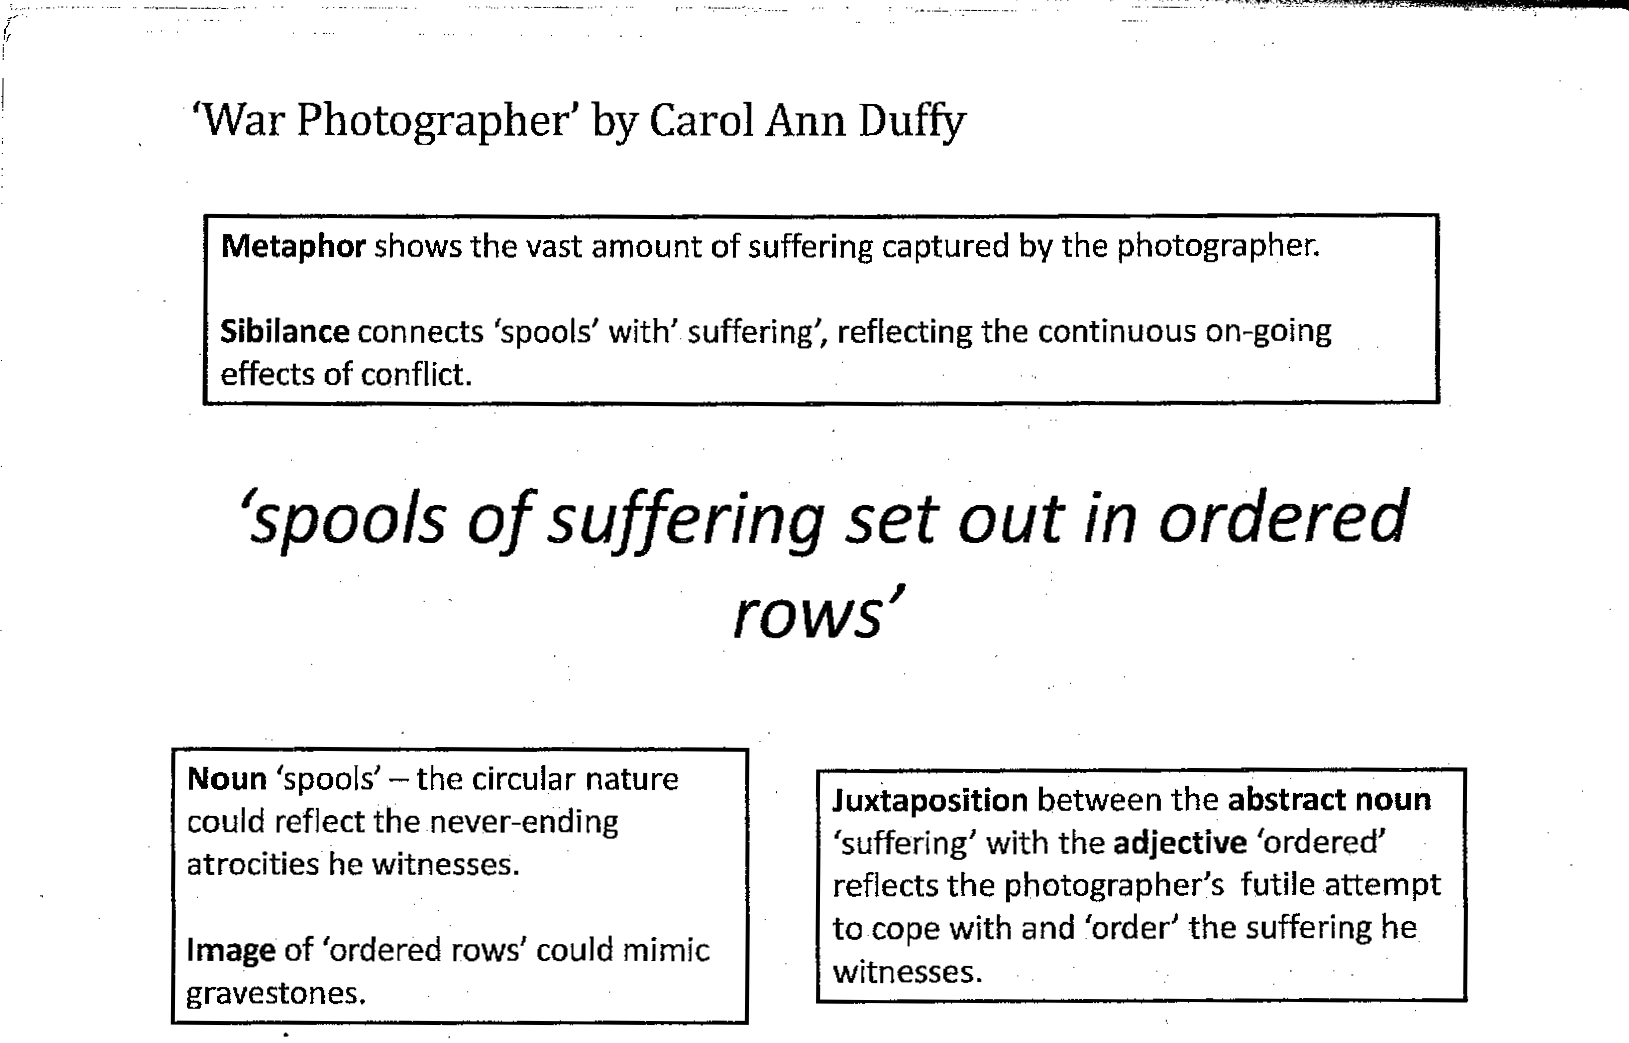 ‘War Photographer’ by Carol Ann Duffy
Metaphor shows the vast amount of suffering captured by the photographer.
Sibilance connects ‘spools’ with’ suffering’, reflecting the continuous on-going
effects of conflict.
‘spools of suffering set out in ordered
rows’
Noun ‘spools’ – the circular nature
could reflect the never-ending
atrocities he witnesses.
Image of ‘ordered rows’ could mimic
gravestones.
Juxtaposition between the abstract noun
‘suffering’ with the adjective ‘ordered’
reflects the photographer’s futile attempt
to cope with and ‘order’ the suffering he
witnesses.